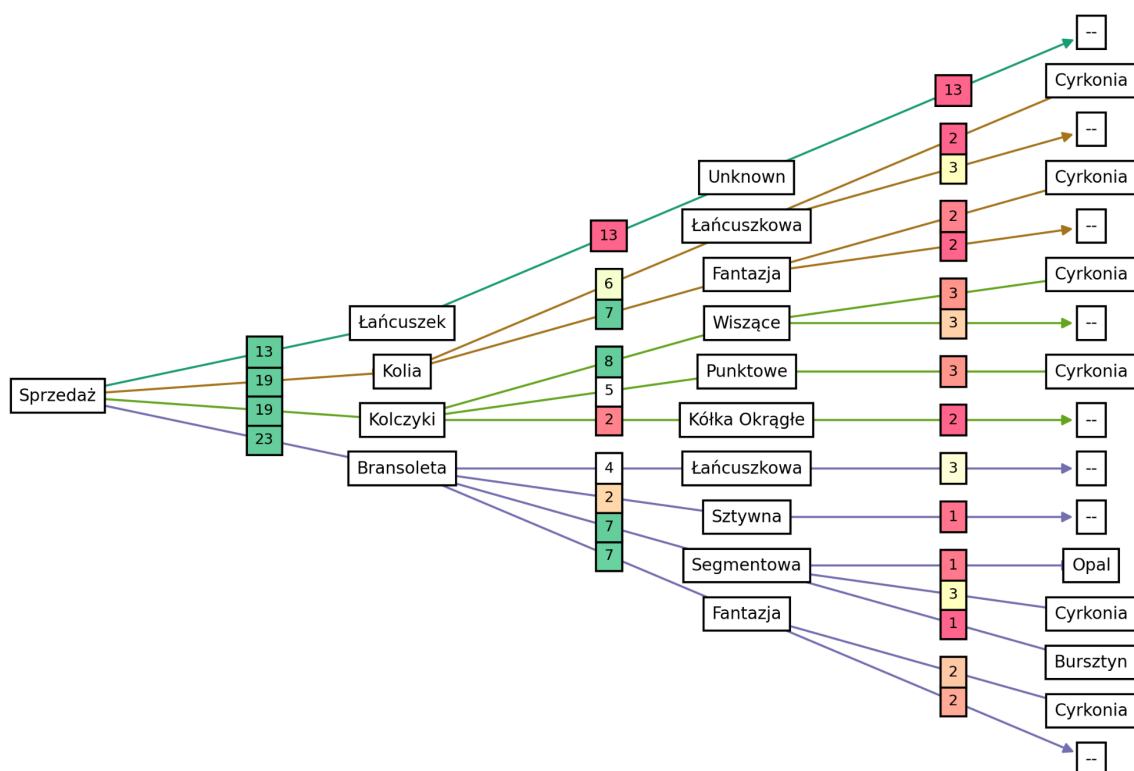 --
13
Cyrkonia
2
--
3
Unknown
Cyrkonia
Łańcuszkowa
2
--
13
2
Fantazja
Cyrkonia
6
3
7
Łańcuszek
Wiszące
3
--
13
8
Kolia
Punktowe
3
Cyrkonia
19
5
Sprzedaż
19
Kolczyki
2
Kółka Okrągłe
2
--
23
Bransoleta
4
Łańcuszkowa
3
--
2
Sztywna
1
--
7
7
Segmentowa
1
Opal
3
Fantazja
Cyrkonia
1
Bursztyn
2
2
Cyrkonia
--